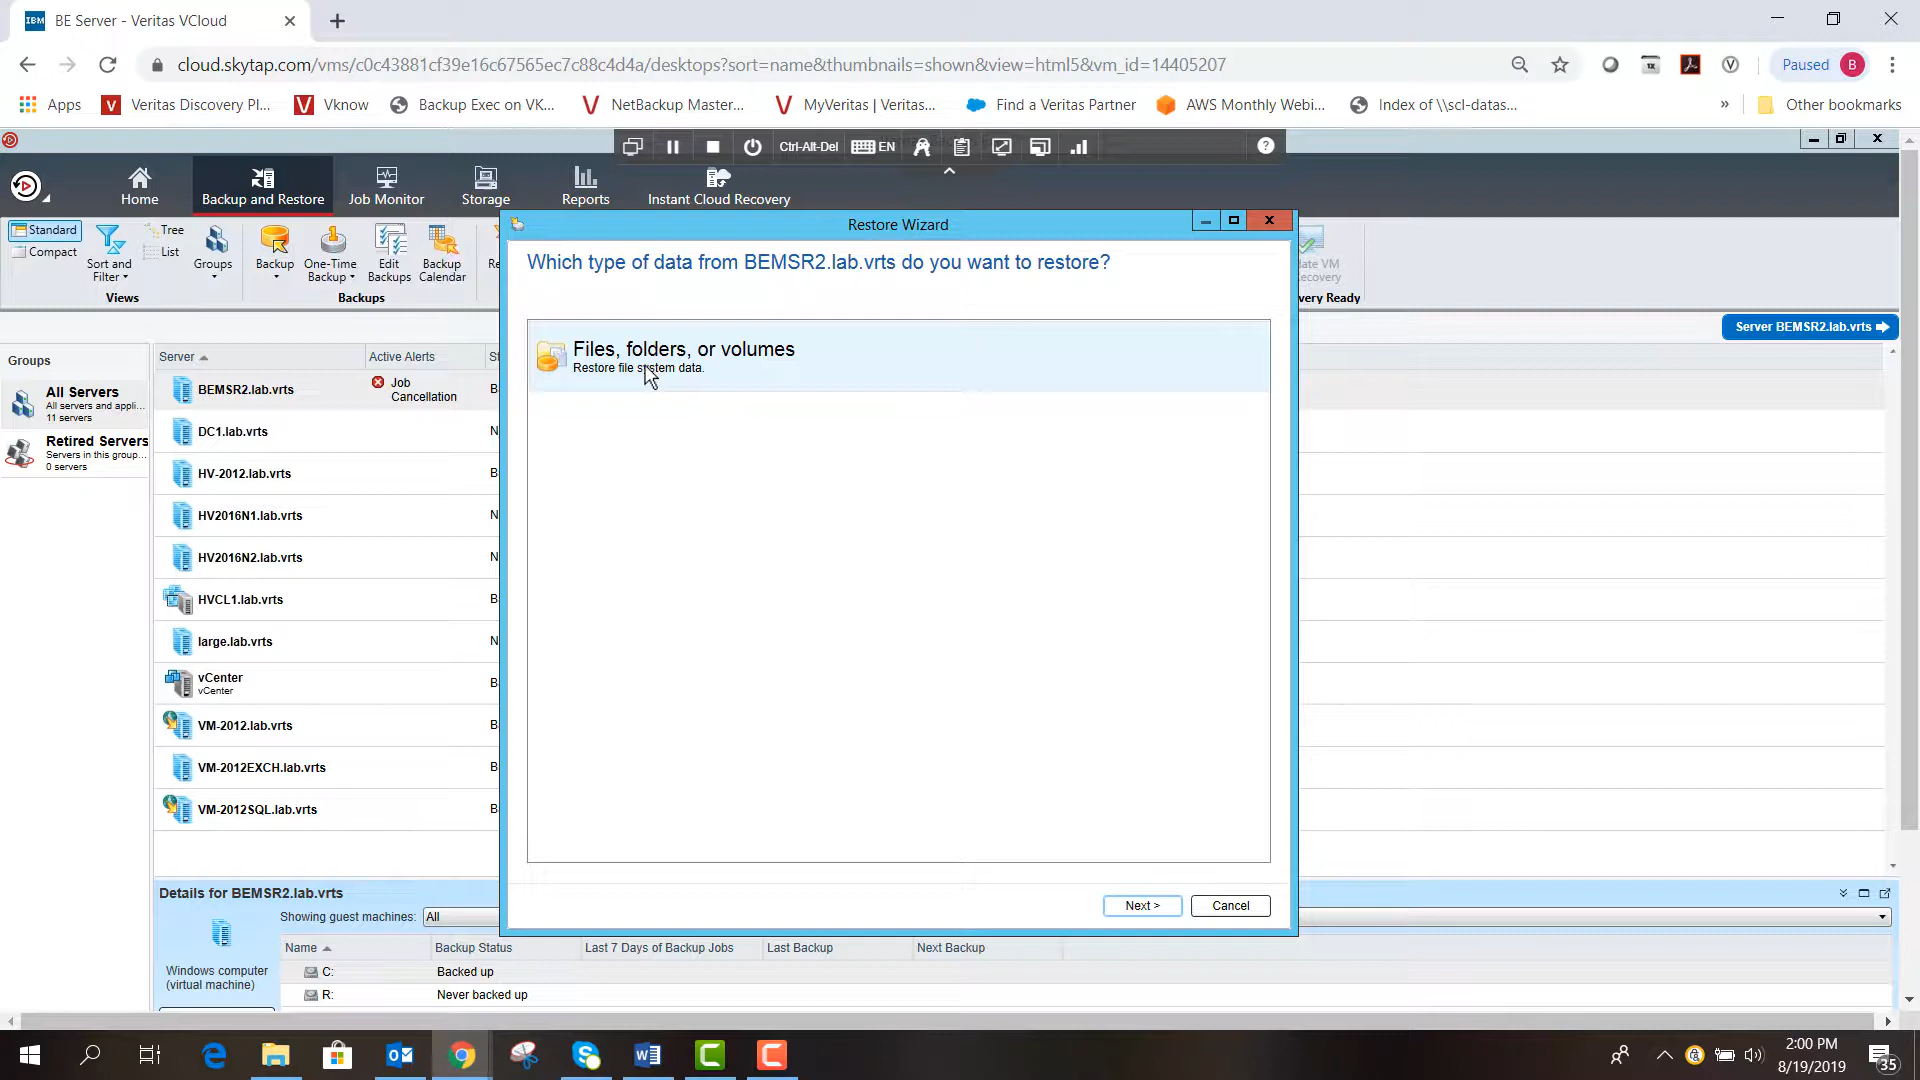 IBM BE Server - Veritas VCloud
cloud.skytap.com/vms/c0c43881cf39e16c67565ec7c88c4d4a/desktops?sort=name&thumbnails=shown&view=html5&vm_id=14405207
Paused B
Apps Veritas Discovery Pl... Vknow Backup Exec on VK... NetBackup Master... MyVeritas | Veritas... Find a Veritas Partner AWS Monthly Webi... Index of \\scl-datas... » Other bookmarks
Ctrl-Alt-Del EN
Home Backup and Restore Job Monitor Storage Reports Instant Cloud Recovery
Standard
Compact
Sort and
Filter
Tree
List
Groups
Views
Backup
One-Time
Backup
Edit
Backups
Backup
Calendar
Backups
Restore Wizard
Which type of data from BEMSR2.lab.vrts do you want to restore?
Files, folders, or volumes
Restore file system data.
Next >
Cancel
late VM
ecovery
very Ready
Server BEMSR2.lab.vrts
Groups
All Servers
All servers and appli...
11 servers
Retired Servers
Servers in this group...
0 servers
Server Active Alerts
BEMSR2.lab.vrts
Job
Cancellation
DC1.lab.vrts
HV-2012.lab.vrts
HV2016N1.lab.vrts
HV2016N2.lab.vrts
HVCL1.lab.vrts
large.lab.vrts
vCenter
vCenter
VM-2012.lab.vrts
VM-2012EXCH.lab.vrts
VM-2012SQL.lab.vrts
Details for BEMSR2.lab.vrts
Showing guest machines: All
Windows computer
(virtual machine)
Name Backup Status Last 7 Days of Backup Jobs Last Backup Next Backup
C: Backed up
R: Never backed up
2:00 PM
8/19/2019
35